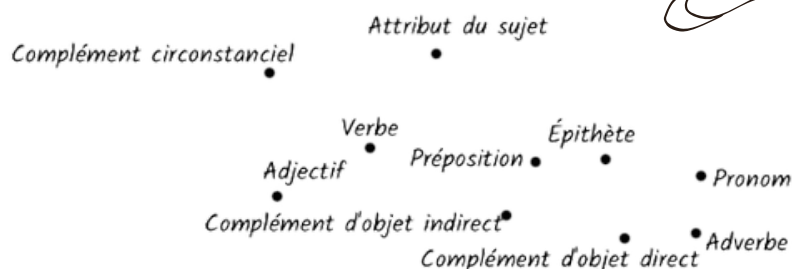 Attribut du sujet
Complément circonstanciel
Verbe
Épithète
Préposition
Adjectif
Pronom
Complément d'objet indirect
Adverbe
Complément d'objet direct